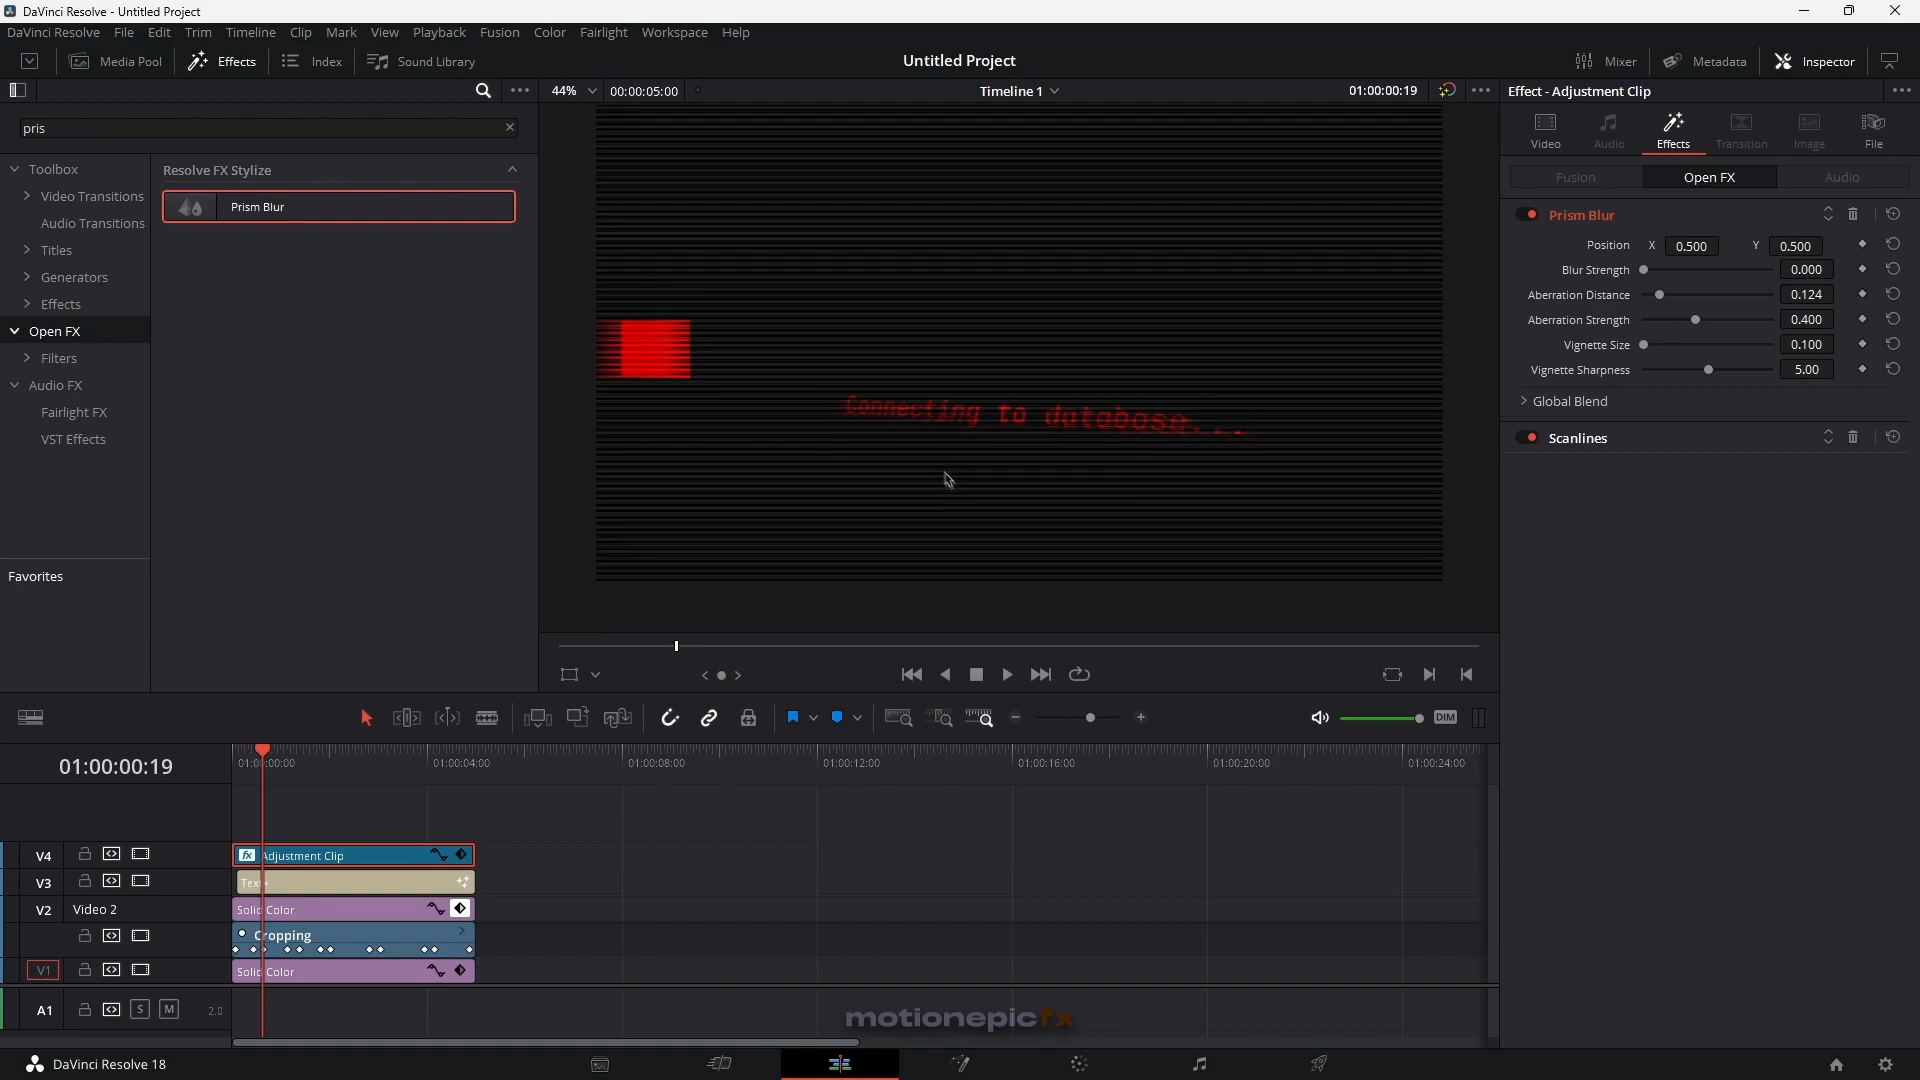 DaVinci Resolve - Untitled Project
DaVinci Resolve File Edit Trim Timeline Clip Mark View Playback Fusion Color Fairlight Workspace Help
Media Pool Effects Index Sound Library Untitled Project Mixer Metadata Inspector
44% 00:00:05:00 Timeline 1 01:00:00:19 Effect - Adjustment Clip
pris
Video Audio Effects Transition Image File
Toolbox
Video Transitions
Audio Transitions
Titles
Generators
Effects
Open FX
Filters
Audio FX
Fairlight FX
VST Effects
Favorites
Resolve FX Stylize
Prism Blur
Connecting to database...
Fusion Open FX Audio
Prism Blur
Position X 0.500 Y 0.500
Blur Strength 0.000
Aberration Distance 0.124
Aberration Strength 0.400
Vignette Size 0.100
Vignette Sharpness 5.00
Global Blend
Scanlines
DIM
01:00:00:19 01:00:00:00 01:00:04:00 01:00:08:00 01:00:12:00 01:00:16:00 01:00:20:00 01:00:24:00
V4 fx Adjustment Clip
V3 Text+
V2 Video 2 Solid Color
Cropping
V1 Solid Color
A1 S M 2.0
motionepicfx
DaVinci Resolve 18